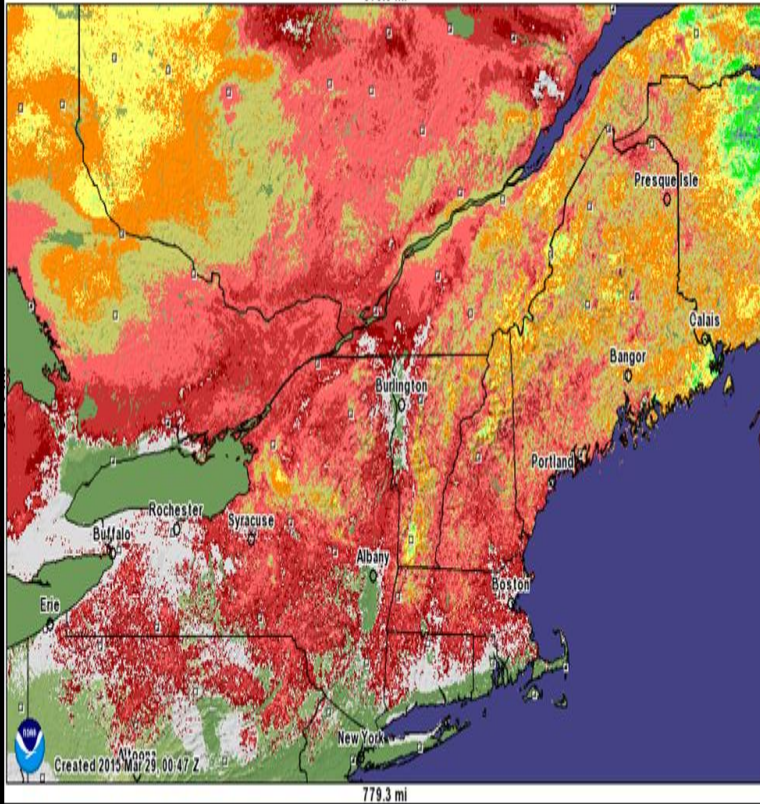 Presque Isle
Calais
Bangor
Burlington
Portland
Rochester
Syracuse
Buffalo
Albany
Boston
Erie
New York
Created 2015 Mar 29, 00:47 Z
779.3 mi